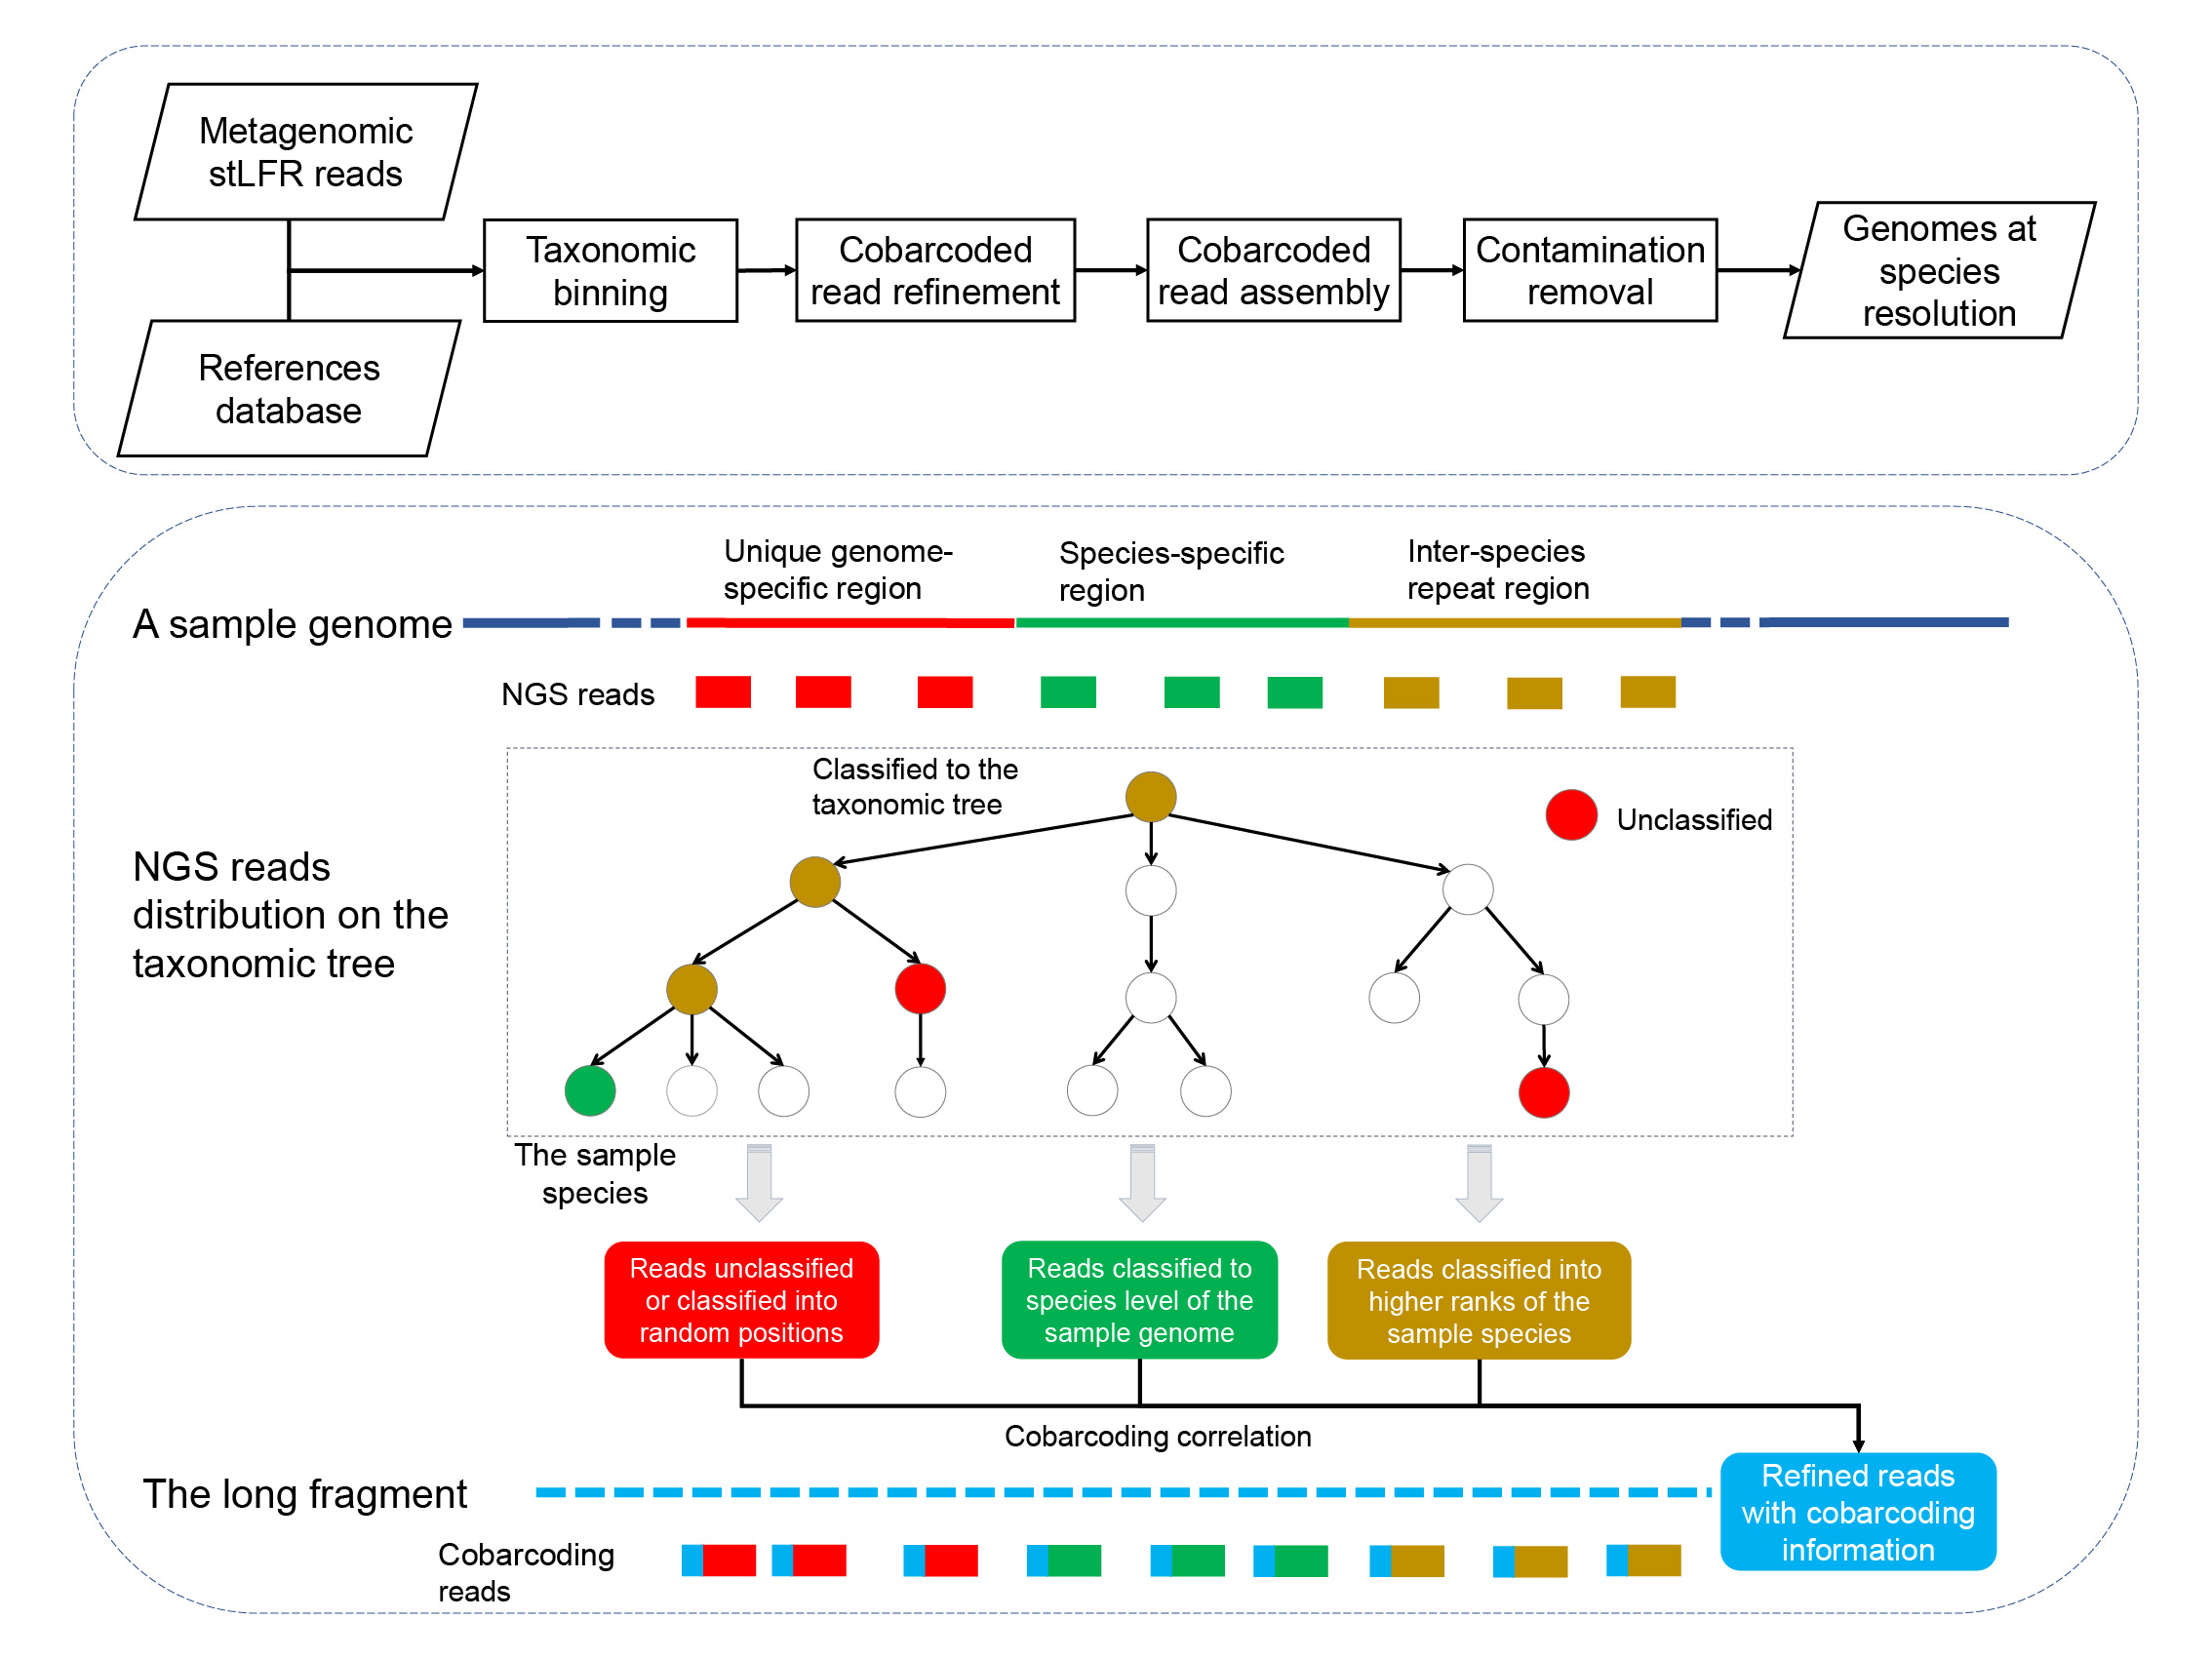 Metagenomic
stLFR reads
References
database
Taxonomic
binning
Cobarcoded
read refinement
Cobarcoded
read assembly
Contamination
removal
Genomes at
species
resolution
Unique genome-
specific region
Species-specific
region
Inter-species
repeat region
A sample genome
NGS reads
Classified to the
taxonomic tree
Unclassified
NGS reads
distribution on the
taxonomic tree
The sample
species
Reads unclassified
or classified into
random positions
Reads classified to
species level of the
sample genome
Reads classified into
higher ranks of the
sample species
Cobarcoding correlation
The long fragment
Refined reads
with cobarcoding
information
Cobarcoding
reads